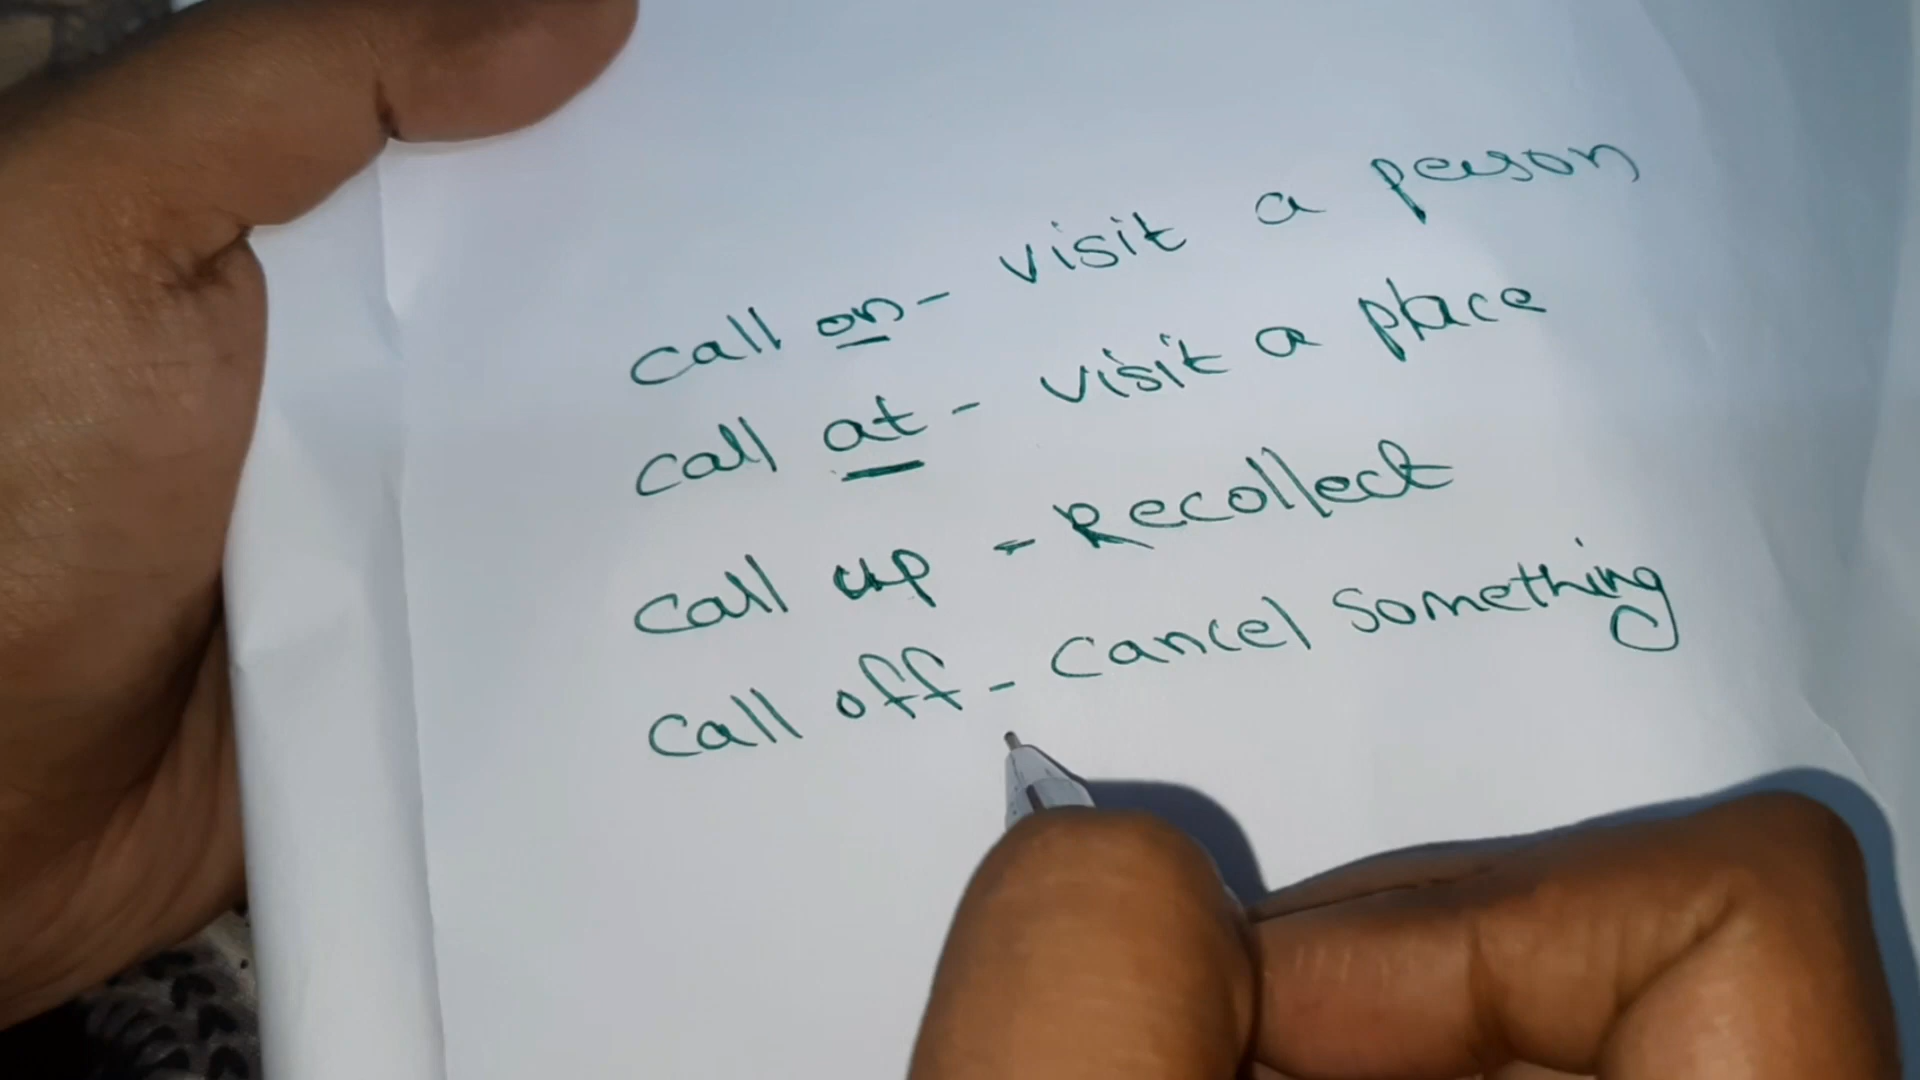 call on - visit a person
call at - visit a place
call up - Recollect
call off - cancel something